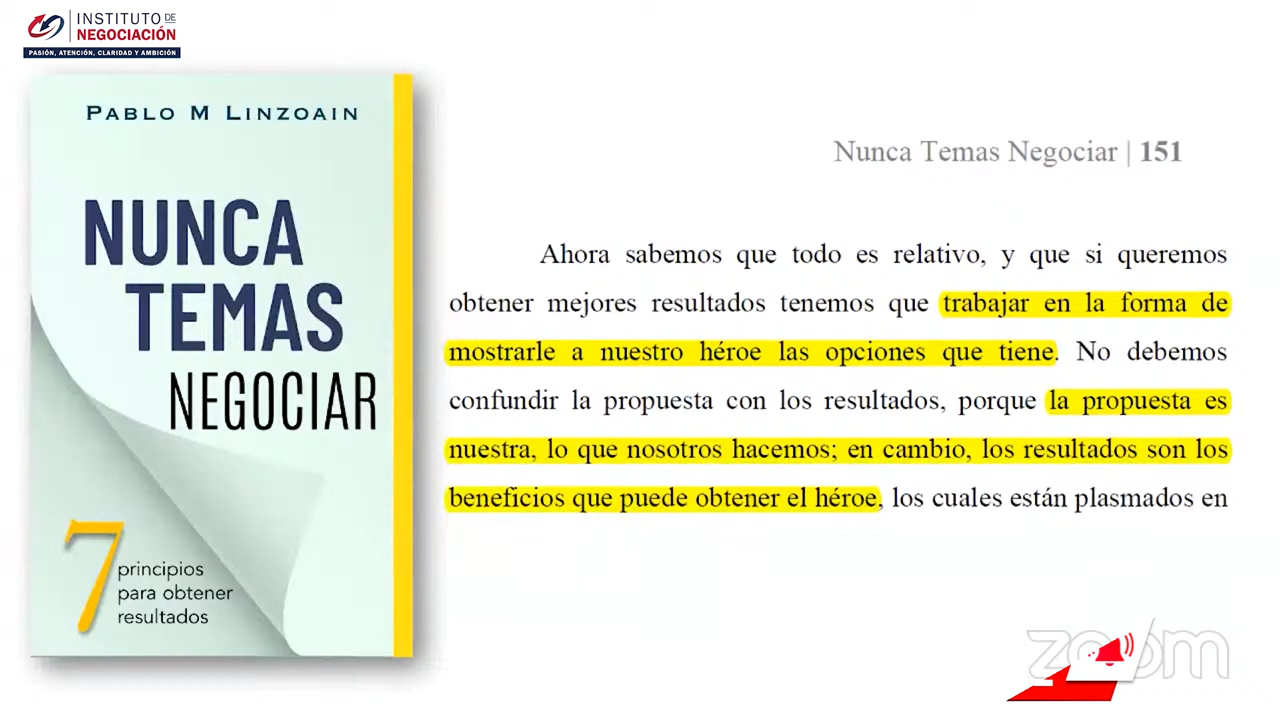 INSTITUTO DE
NEGOCIACIÓN
PASIÓN, ATENCIÓN, CLARIDAD Y AMBICIÓN
PABLO M LINZOAIN
NUNCA
TEMAS
NEGOCIAR
7
principios
para obtener
resultados
Nunca Temas Negociar | 151
Ahora sabemos que todo es relativo, y que si queremos
obtener mejores resultados tenemos que trabajar en la forma de
mostrarle a nuestro héroe las opciones que tiene. No debemos
confundir la propuesta con los resultados, porque la propuesta es
nuestra, lo que nosotros hacemos; en cambio, los resultados son los
beneficios que puede obtener el héroe, los cuales están plasmados en
zoom